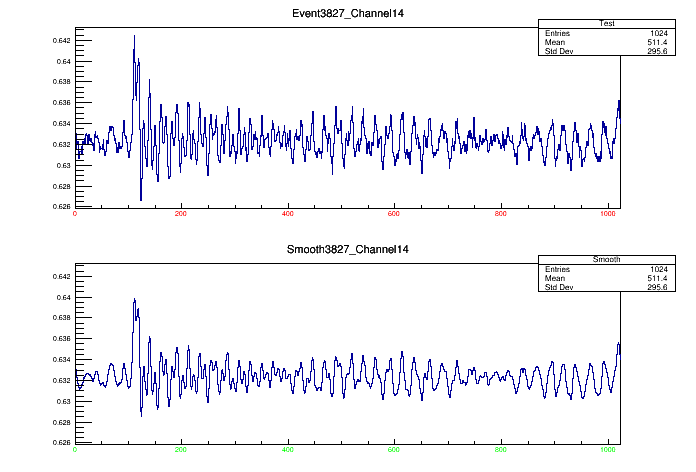 Event3827_Channel14
Test
Entries 1024
Mean 511.4
Std Dev 295.6
0.642
0.64
0.638
0.636
0.634
0.632
0.63
0.628
0.626
0 200 400 600 800 1000
Smooth3827_Channel14
Smooth
Entries 1024
Mean 511.4
Std Dev 295.6
0.642
0.64
0.638
0.636
0.634
0.632
0.63
0.628
0.626
0 200 400 600 800 1000